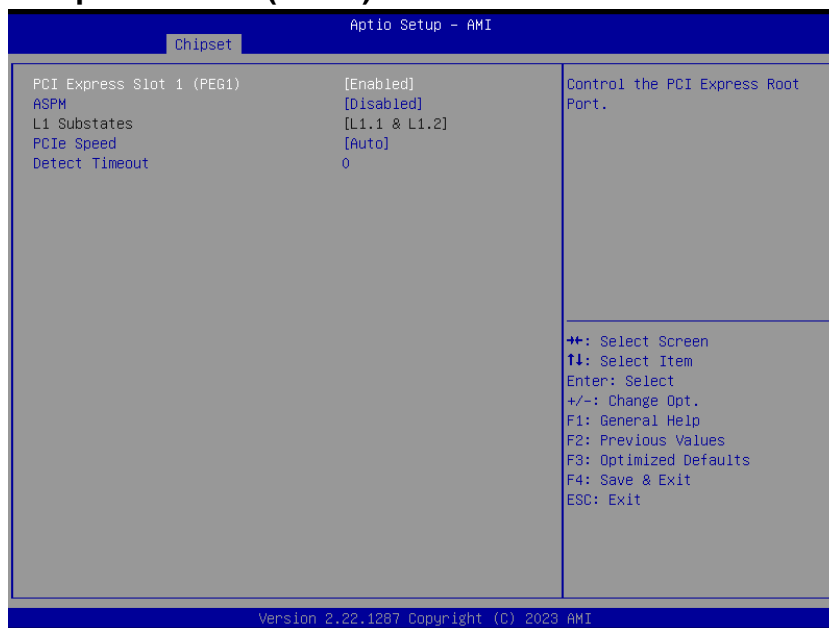 Aptio Setup - AMI
Chipset
PCI Express Slot 1 (PEG1) [Enabled]
ASPM [Disabled]
L1 Substates [L1.1 & L1.2]
PCIe Speed [Auto]
Detect Timeout 0
Control the PCI Express Root
Port.
→←: Select Screen
↑↓: Select Item
Enter: Select
+/-: Change Opt.
F1: General Help
F2: Previous Values
F3: Optimized Defaults
F4: Save & Exit
ESC: Exit
Version 2.22.1287 Copyright (C) 2023 AMI